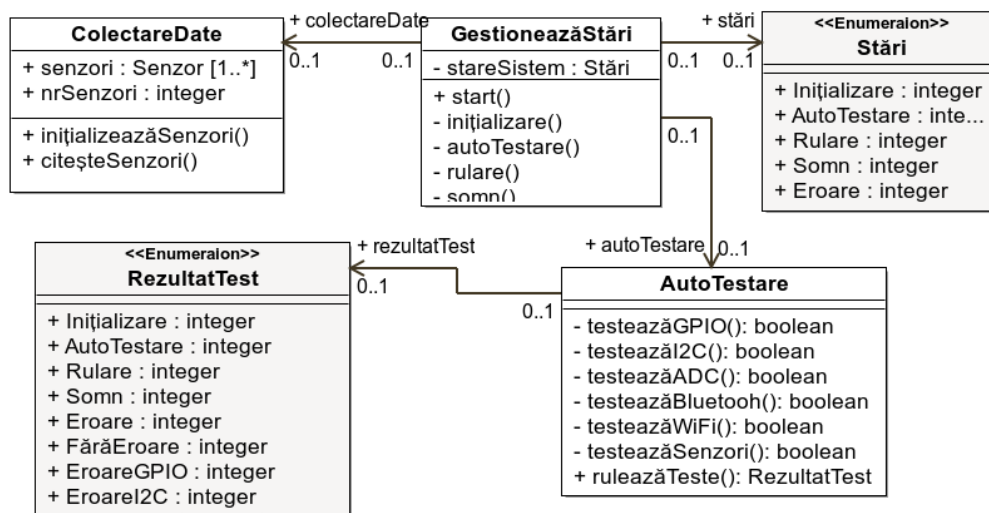 ColectareDate
+ senzori : Senzor [1..*]
+ nrSenzori : integer
+ inițializeazăSenzori()
+ citeșteSenzori()
+ colectareDate
0..1
0..1
GestioneazăStări
- stareSistem : Stări
+ start()
- inițializare()
- autoTestare()
- rulare()
- somn()
+ stări
0..1
0..1
<<Enumeraion>>
Stări
+ Inițializare : integer
+ AutoTestare : inte...
+ Rulare : integer
+ Somn : integer
+ Eroare : integer
0..1
+ autoTestare
0..1
<<Enumeraion>>
RezultatTest
+ Inițializare : integer
+ AutoTestare : integer
+ Rulare : integer
+ Somn : integer
+ Eroare : integer
+ FărăEroare : integer
+ EroareGPIO : integer
+ EroareI2C : integer
+ rezultatTest
0..1
0..1
AutoTestare
- testeazăGPIO(): boolean
- testeazăI2C(): boolean
- testeazăADC(): boolean
- testeazăBluetooh(): boolean
- testeazăWiFi(): boolean
- testeazăSenzori(): boolean
+ ruleazăTeste(): RezultatTest